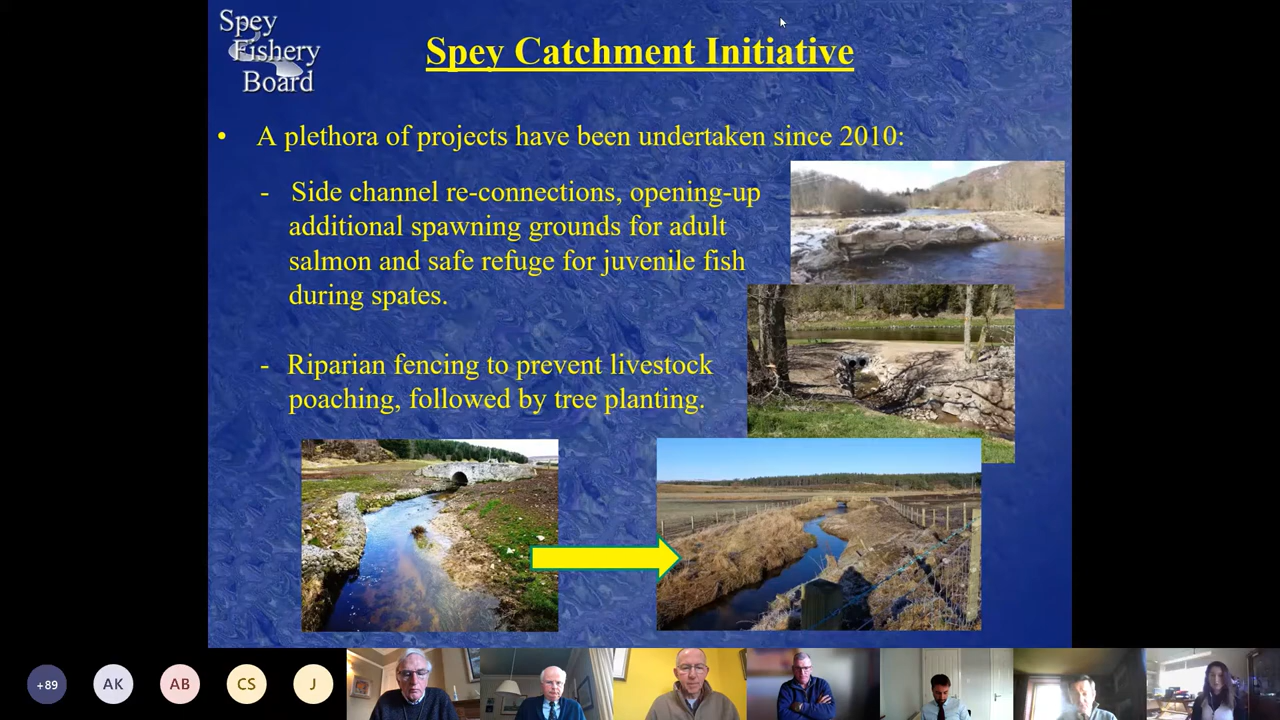 Spey
Fishery
Board
Spey Catchment Initiative
• A plethora of projects have been undertaken since 2010:
- Side channel re-connections, opening-up
additional spawning grounds for adult
salmon and safe refuge for juvenile fish
during spates.
- Riparian fencing to prevent livestock
poaching, followed by tree planting.
+89
AK
AB
CS
J